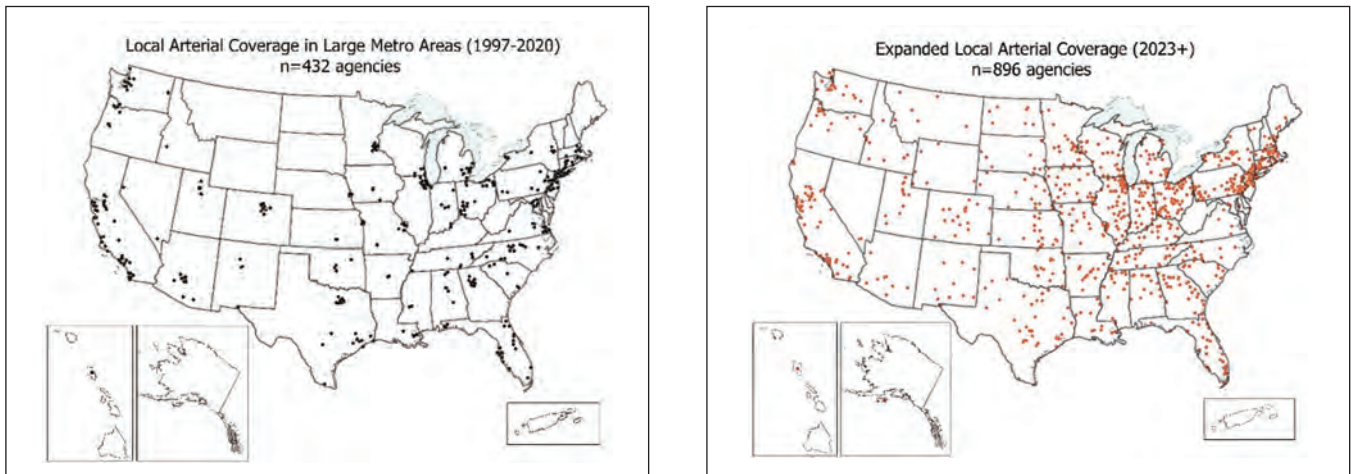 Local Arterial Coverage in Large Metro Areas (1997-2020)
n=432 agencies
Expanded Local Arterial Coverage (2023+)
n=896 agencies